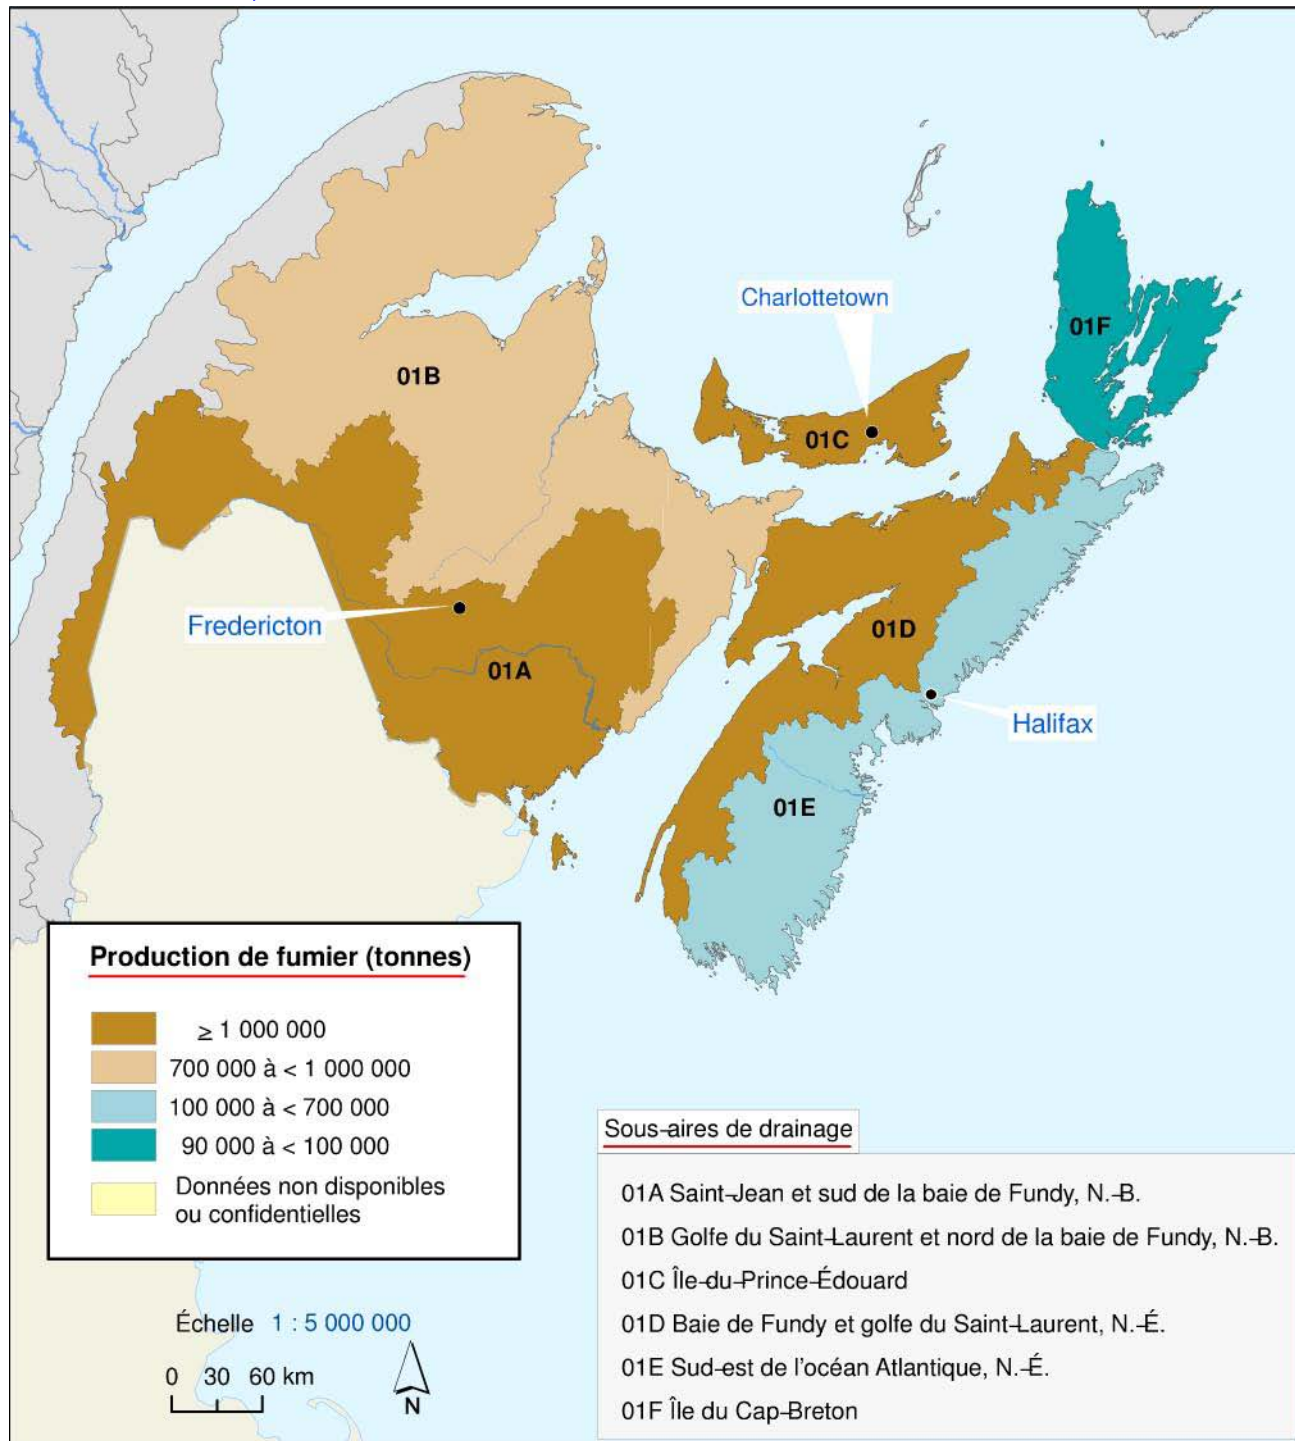 Charlottetown
01F
01B
01C
Fredericton
01D
01A
Halifax
01E
Production de fumier (tonnes)
≥ 1 000 000
700 000 à < 1 000 000
100 000 à < 700 000
90 000 à < 100 000
Données non disponibles
ou confidentielles
Échelle 1 : 5 000 000
0 30 60 km
N
Sous-aires de drainage
01A Saint-Jean et sud de la baie de Fundy, N.-B.
01B Golfe du Saint-Laurent et nord de la baie de Fundy, N.-B.
01C Île-du-Prince-Édouard
01D Baie de Fundy et golfe du Saint-Laurent, N.-É.
01E Sud-est de l'océan Atlantique, N.-É.
01F Île du Cap-Breton